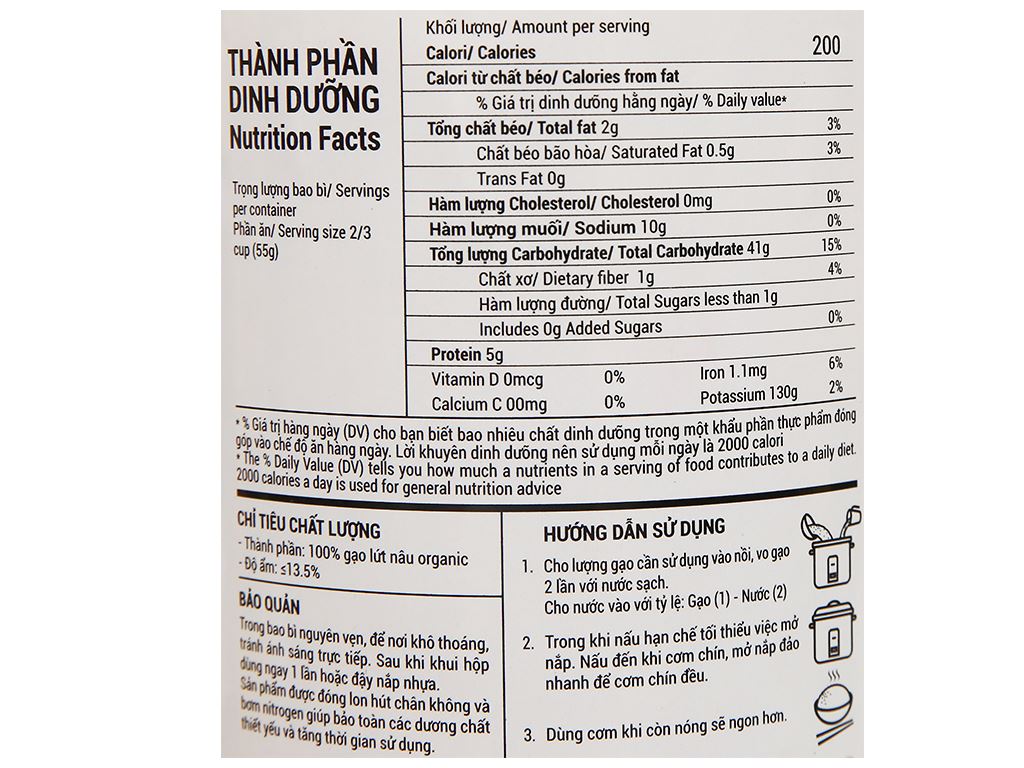 THÀNH PHẦN
DINH DƯỠNG
Nutrition Facts
Trọng lượng bao bì/ Servings
per container
Phần ăn/ Serving size 2/3
cup (55g)
Khối lượng/ Amount per serving
Calori/ Calories 200
Calori từ chất béo/ Calories from fat
% Giá trị dinh dưỡng hằng ngày/ % Daily value*
Tổng chất béo/ Total fat 2g 3%
Chất béo bão hòa/ Saturated Fat 0.5g 3%
Trans Fat 0g
Hàm lượng Cholesterol/ Cholesterol 0mg 0%
Hàm lượng muối/ Sodium 10g 0%
Tổng lượng Carbohydrate/ Total Carbohydrate 41g 15%
Chất xơ/ Dietary fiber 1g 4%
Hàm lượng đường/ Total Sugars less than 1g
Includes 0g Added Sugars 0%
Protein 5g
Vitamin D 0mcg 0% Iron 1.1mg 6%
Calcium C 00mg 0% Potassium 130g 2%
* % Giá trị hàng ngày (DV) cho bạn biết bao nhiêu chất dinh dưỡng trong một khẩu phần thực phẩm đóng
góp vào chế độ ăn hàng ngày. Lời khuyên dinh dưỡng nên sử dụng mỗi ngày là 2000 calori
* The % Daily Value (DV) tells you how much a nutrients in a serving of food contributes to a daily diet.
2000 calories a day is used for general nutrition advice
CHỈ TIÊU CHẤT LƯỢNG
- Thành phần: 100% gạo lứt nâu organic
- Độ ẩm: ≤13.5%
BẢO QUẢN
Trong bao bì nguyên vẹn, để nơi khô thoáng,
tránh ánh sáng trực tiếp. Sau khi khui hộp
dùng ngay 1 lần hoặc đậy nắp nhựa.
Sản phẩm được đóng lon hút chân không và
bơm nitrogen giúp bảo toàn các dương chất
thiết yếu và tăng thời gian sử dụng.
HƯỚNG DẪN SỬ DỤNG
1. Cho lượng gạo cần sử dụng vào nồi, vo gạo
2 lần với nước sạch.
Cho nước vào với tỷ lệ: Gạo (1) - Nước (2)
2. Trong khi nấu hạn chế tối thiểu việc mở
nắp. Nấu đến khi cơm chín, mở nắp đảo
nhanh để cơm chín đều.
3. Dùng cơm khi còn nóng sẽ ngon hơn.